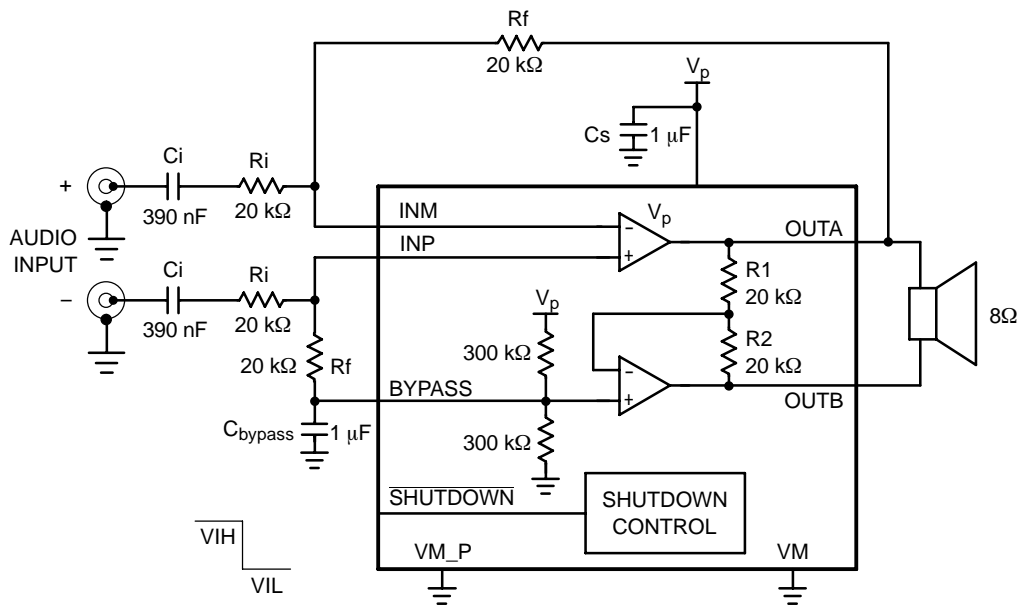 Rf
20 kΩ
Vp
Cs
1 μF
Ci
Ri
+
390 nF
20 kΩ
AUDIO
INPUT
INM
INP
Vp
−
+
OUTA
R1
20 kΩ
Ci
Ri
−
390 nF
20 kΩ
Vp
R2
20 kΩ
8Ω
20 kΩ
Rf
300 kΩ
−
+
BYPASS
OUTB
Cbypass
1 μF
300 kΩ
SHUTDOWN
SHUTDOWN
CONTROL
VIH
VIL
VM_P
VM